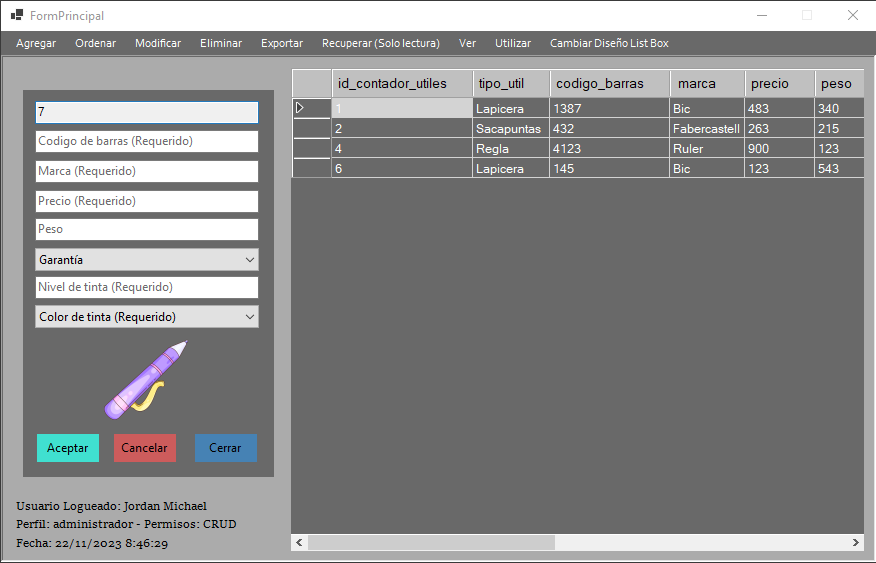 FormPrincipal
Agregar Ordenar Modificar Eliminar Exportar Recuperar (Solo lectura) Ver Utilizar Cambiar Diseño List Box
7
Codigo de barras (Requerido)
Marca (Requerido)
Precio (Requerido)
Peso
Garantía
Nivel de tinta (Requerido)
Color de tinta (Requerido)
Aceptar Cancelar Cerrar
Usuario Logueado: Jordan Michael
Perfil: administrador - Permisos: CRUD
Fecha: 22/11/2023 8:46:29
id_contador_utiles tipo_util codigo_barras marca precio peso
1 Lapicera 1387 Bic 483 340
2 Sacapuntas 432 Fabercastell 263 215
4 Regla 4123 Ruler 900 123
6 Lapicera 145 Bic 123 543